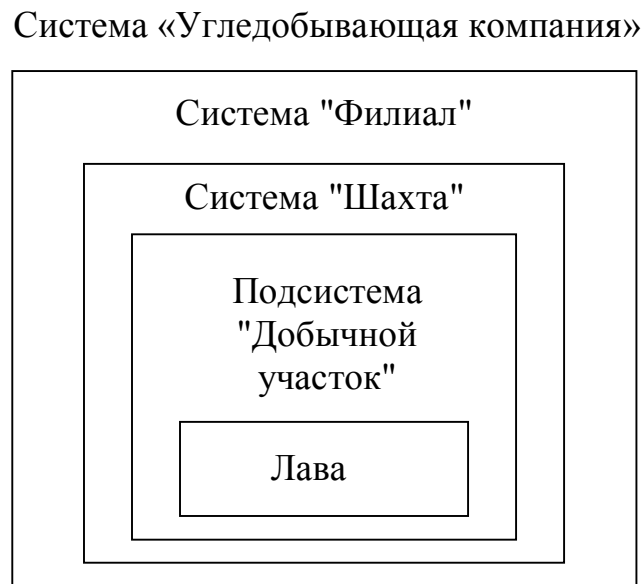 Система «Угледобывающая компания»
Система "Филиал"
Система "Шахта"
Подсистема
"Добычной
участок"
Лава